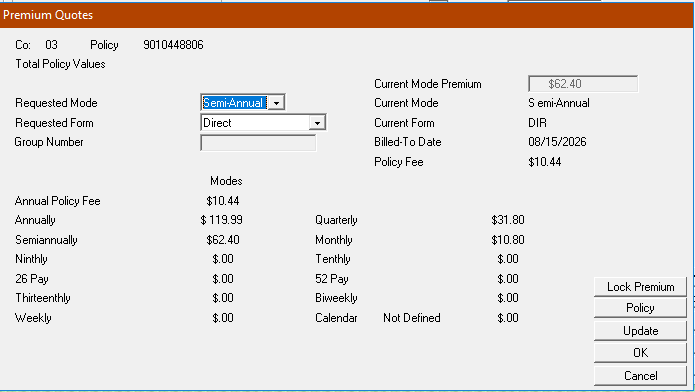 Premium Quotes
Co: 03 Policy 9010448806
Total Policy Values
Current Mode Premium $62.40
Requested Mode Semi-Annual Current Mode Semi-Annual
Requested Form Direct Current Form DIR
Group Number Billed-To Date 08/15/2026
Policy Fee $10.44
Modes
Annual Policy Fee $10.44
Annually $ 119.99 Quarterly $31.80
Semiannually $62.40 Monthly $10.80
Ninthly $.00 Tenthly $.00
26 Pay $.00 52 Pay $.00
Thirteenthly $.00 Biweekly $.00
Weekly $.00 Calendar Not Defined $.00
Lock Premium
Policy
Update
OK
Cancel